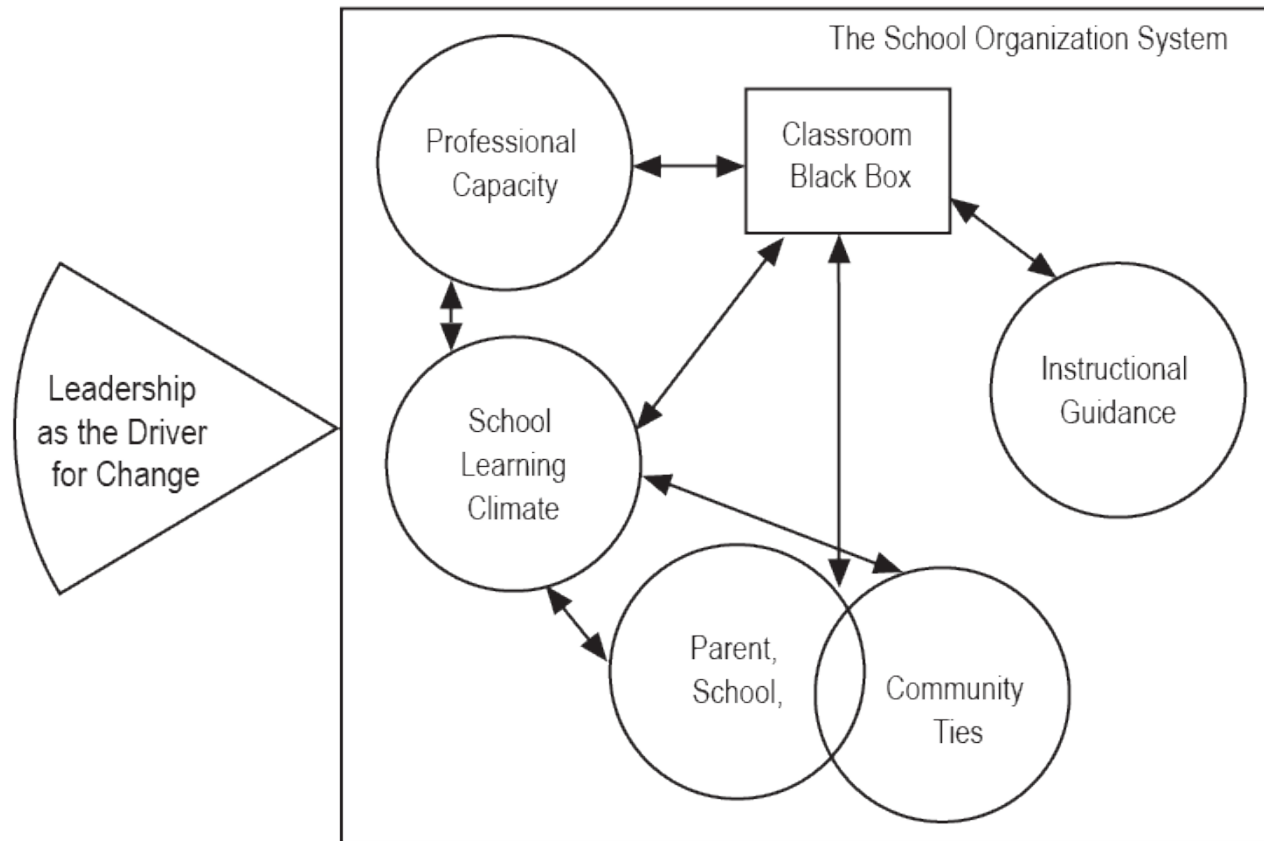 The School Organization System
Professional
Capacity
Classroom
Black Box
Instructional
Guidance
Leadership
as the Driver
for Change
School
Learning
Climate
Parent,
School,
Community
Ties